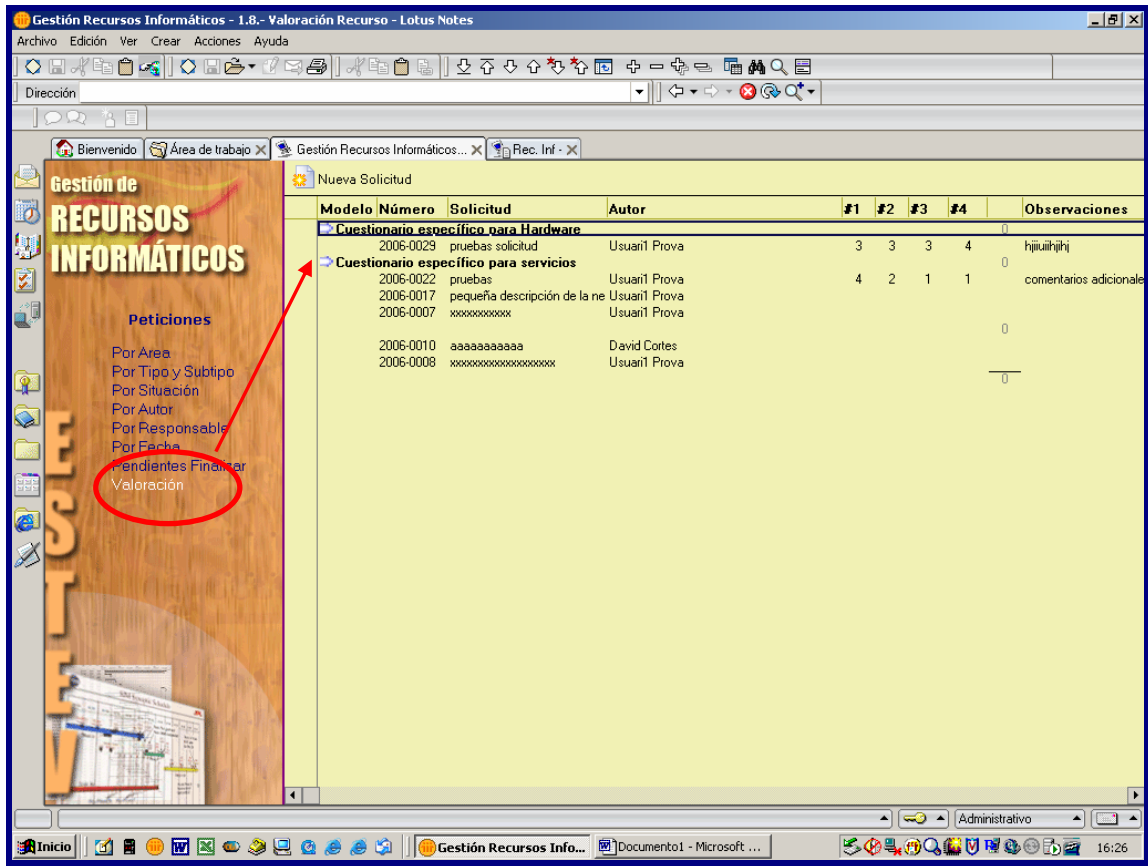 Gestión Recursos Informáticos - 1.8.- Valoración Recurso - Lotus Notes
Archivo Edición Ver Crear Acciones Ayuda
Dirección
Bienvenido Área de trabajo Gestión Recursos Informáticos... Rec. Inf -
Gestión de
RECURSOS
INFORMÁTICOS
Peticiones
Por Area
Por Tipo y Subtipo
Por Situación
Por Autor
Por Responsable
Por Fecha
Pendientes Finalizar
Valoración
ESTEV
Nueva Solicitud
Modelo Número Solicitud Autor #1 #2 #3 #4 Observaciones
Cuestionario específico para Hardware 0
2006-0029 pruebas solicitud Usuari1 Prova 3 3 3 4 hjiiuiihjihj
Cuestionario específico para servicios 0
2006-0022 pruebas Usuari1 Prova 4 2 1 1 comentarios adicionale
2006-0017 pequeña descripción de la ne Usuari1 Prova
2006-0007 xxxxxxxxxxx Usuari1 Prova
0
2006-0010 aaaaaaaaaaa David Cortes
2006-0008 xxxxxxxxxxxxxxxxxxx Usuari1 Prova
0
Administrativo
Inicio Gestión Recursos Info... Documento1 - Microsoft ... 16:26